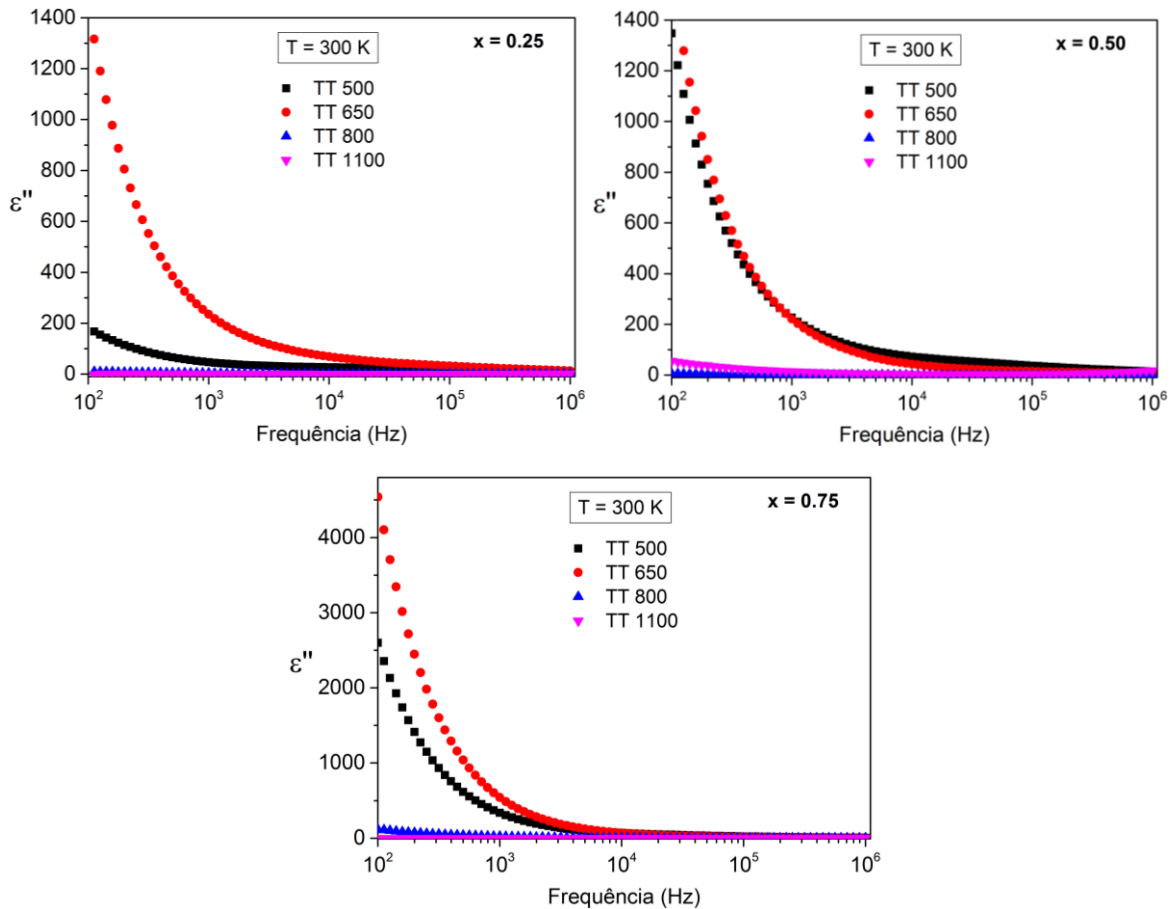 T = 300 K
x = 0.25
TT 500
TT 650
TT 800
TT 1100
ε"
1400
1200
1000
800
600
400
200
0
10² 10³ 10⁴ 10⁵ 10⁶
Frequência (Hz)
T = 300 K
x = 0.50
TT 500
TT 650
TT 800
TT 1100
ε"
1400
1200
1000
800
600
400
200
0
10² 10³ 10⁴ 10⁵ 10⁶
Frequência (Hz)
T = 300 K
x = 0.75
TT 500
TT 650
TT 800
TT 1100
ε"
4000
3000
2000
1000
0
10² 10³ 10⁴ 10⁵ 10⁶
Frequência (Hz)